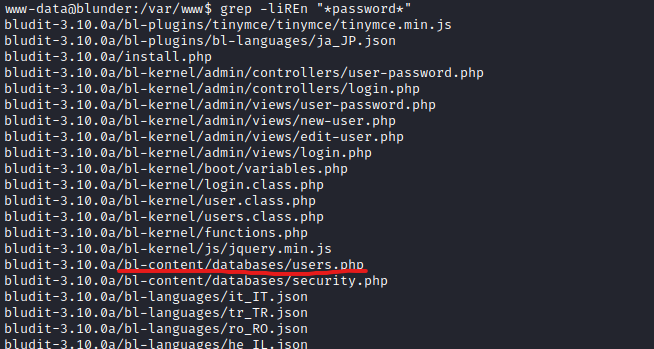 www-data@blunder:/var/www$ grep -liREn "*password*"
bludit-3.10.0a/bl-plugins/tinymce/tinymce/tinymce.min.js
bludit-3.10.0a/bl-plugins/bl-languages/ja_JP.json
bludit-3.10.0a/install.php
bludit-3.10.0a/bl-kernel/admin/controllers/user-password.php
bludit-3.10.0a/bl-kernel/admin/controllers/login.php
bludit-3.10.0a/bl-kernel/admin/views/user-password.php
bludit-3.10.0a/bl-kernel/admin/views/new-user.php
bludit-3.10.0a/bl-kernel/admin/views/edit-user.php
bludit-3.10.0a/bl-kernel/admin/views/login.php
bludit-3.10.0a/bl-kernel/boot/variables.php
bludit-3.10.0a/bl-kernel/login.class.php
bludit-3.10.0a/bl-kernel/user.class.php
bludit-3.10.0a/bl-kernel/users.class.php
bludit-3.10.0a/bl-kernel/functions.php
bludit-3.10.0a/bl-kernel/js/jquery.min.js
bludit-3.10.0a/bl-content/databases/users.php
bludit-3.10.0a/bl-content/databases/security.php
bludit-3.10.0a/bl-languages/it_IT.json
bludit-3.10.0a/bl-languages/tr_TR.json
bludit-3.10.0a/bl-languages/ro_RO.json
bludit-3.10.0a/bl-languages/he_IL.json